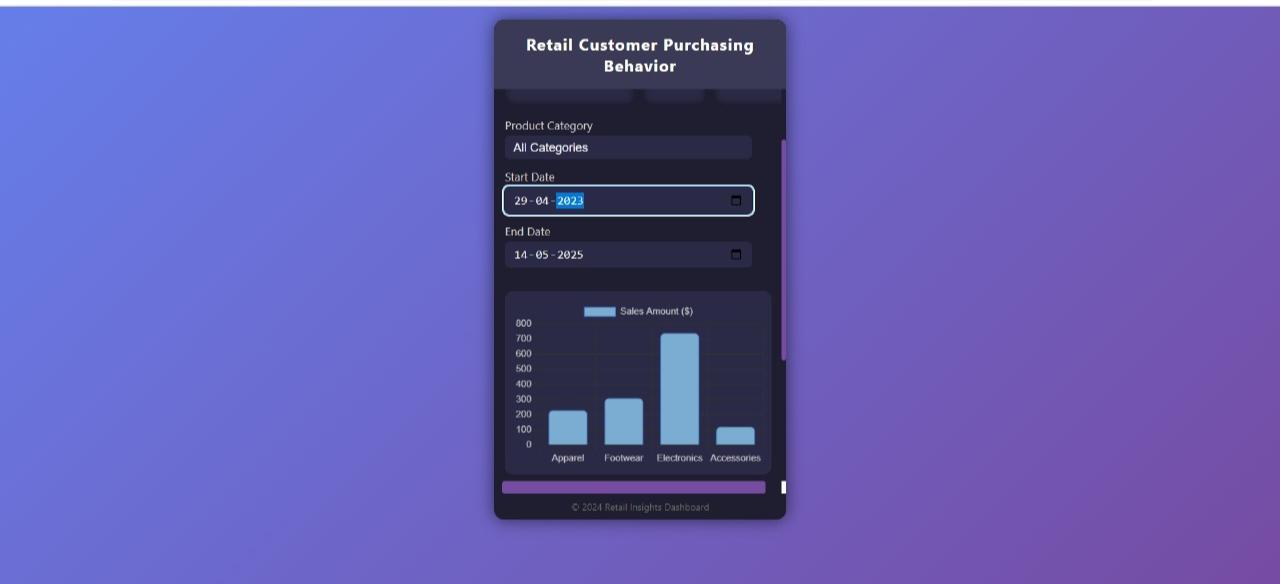 Retail Customer Purchasing
Behavior
Product Category
All Categories
Start Date
29-04-2023
End Date
14-05-2025
Sales Amount ($)
800
700
600
500
400
300
200
100
0
Apparel Footwear Electronics Accessories
© 2024 Retail Insights Dashboard